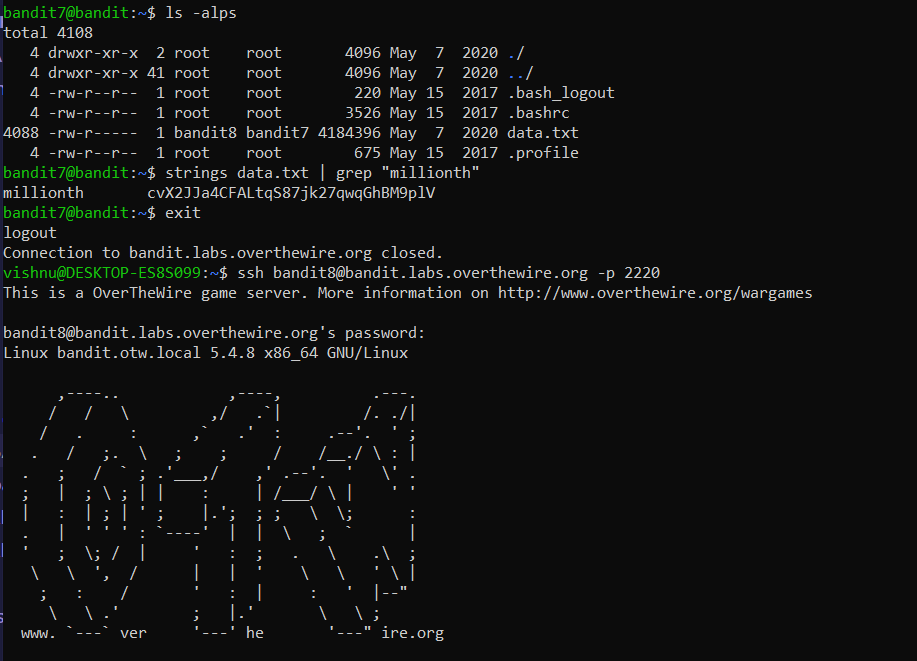 bandit7@bandit:~$ ls -alps
total 4108
   4 drwxr-xr-x  2 root    root       4096 May  7  2020 ./
   4 drwxr-xr-x 41 root    root       4096 May  7  2020 ../
   4 -rw-r--r--  1 root    root        220 May 15  2017 .bash_logout
   4 -rw-r--r--  1 root    root       3526 May 15  2017 .bashrc
4088 -rw-r-----  1 bandit8 bandit7 4184396 May  7  2020 data.txt
   4 -rw-r--r--  1 root    root        675 May 15  2017 .profile
bandit7@bandit:~$ strings data.txt | grep "millionth"
millionth       cvX2JJa4CFALtqS87jk27qwqGhBM9plV
bandit7@bandit:~$ exit
logout
Connection to bandit.labs.overthewire.org closed.
vishnu@DESKTOP-ES8S099:~$ ssh bandit8@bandit.labs.overthewire.org -p 2220
This is a OverTheWire game server. More information on http://www.overthewire.org/wargames
bandit8@bandit.labs.overthewire.org's password:
Linux bandit.otw.local 5.4.8 x86_64 GNU/Linux
www. ver he ire.org